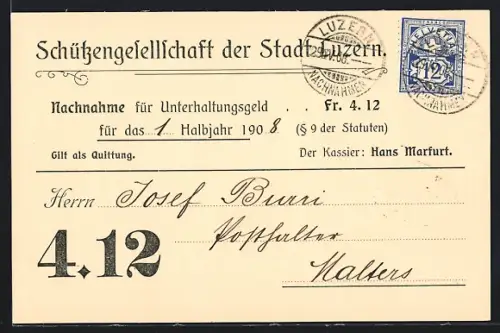 Schützengesellschaft der Stadt Luzern.
LUZERN
NACHNAHMEN
HELVETIA
12
NACHNAHMEN
Nachnahme für Unterhaltungsgeld . . Fr. 4.12
für das 1 Halbjahr 1908 (§ 9 der Statuten)
Gilt als Quittung. Der Kassier: Hans Marfurt.
Herrn Josef Burri
Posthalter
4.12
Malters